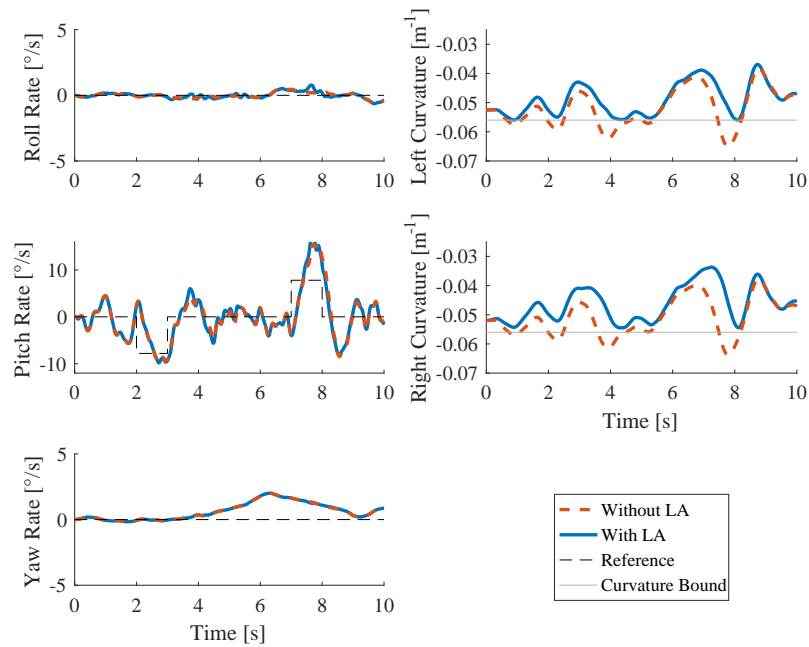 5
0
-5
0 2 4 6 8 10
Roll Rate [°/s]
-0.03
-0.04
-0.05
-0.06
-0.07
0 2 4 6 8 10
Left Curvature [m-1]
10
0
-10
0 2 4 6 8 10
Pitch Rate [°/s]
-0.03
-0.04
-0.05
-0.06
-0.07
0 2 4 6 8 10
Right Curvature [m-1]
Time [s]
5
0
-5
0 2 4 6 8 10
Yaw Rate [°/s]
Time [s]
Without LA
With LA
Reference
Curvature Bound